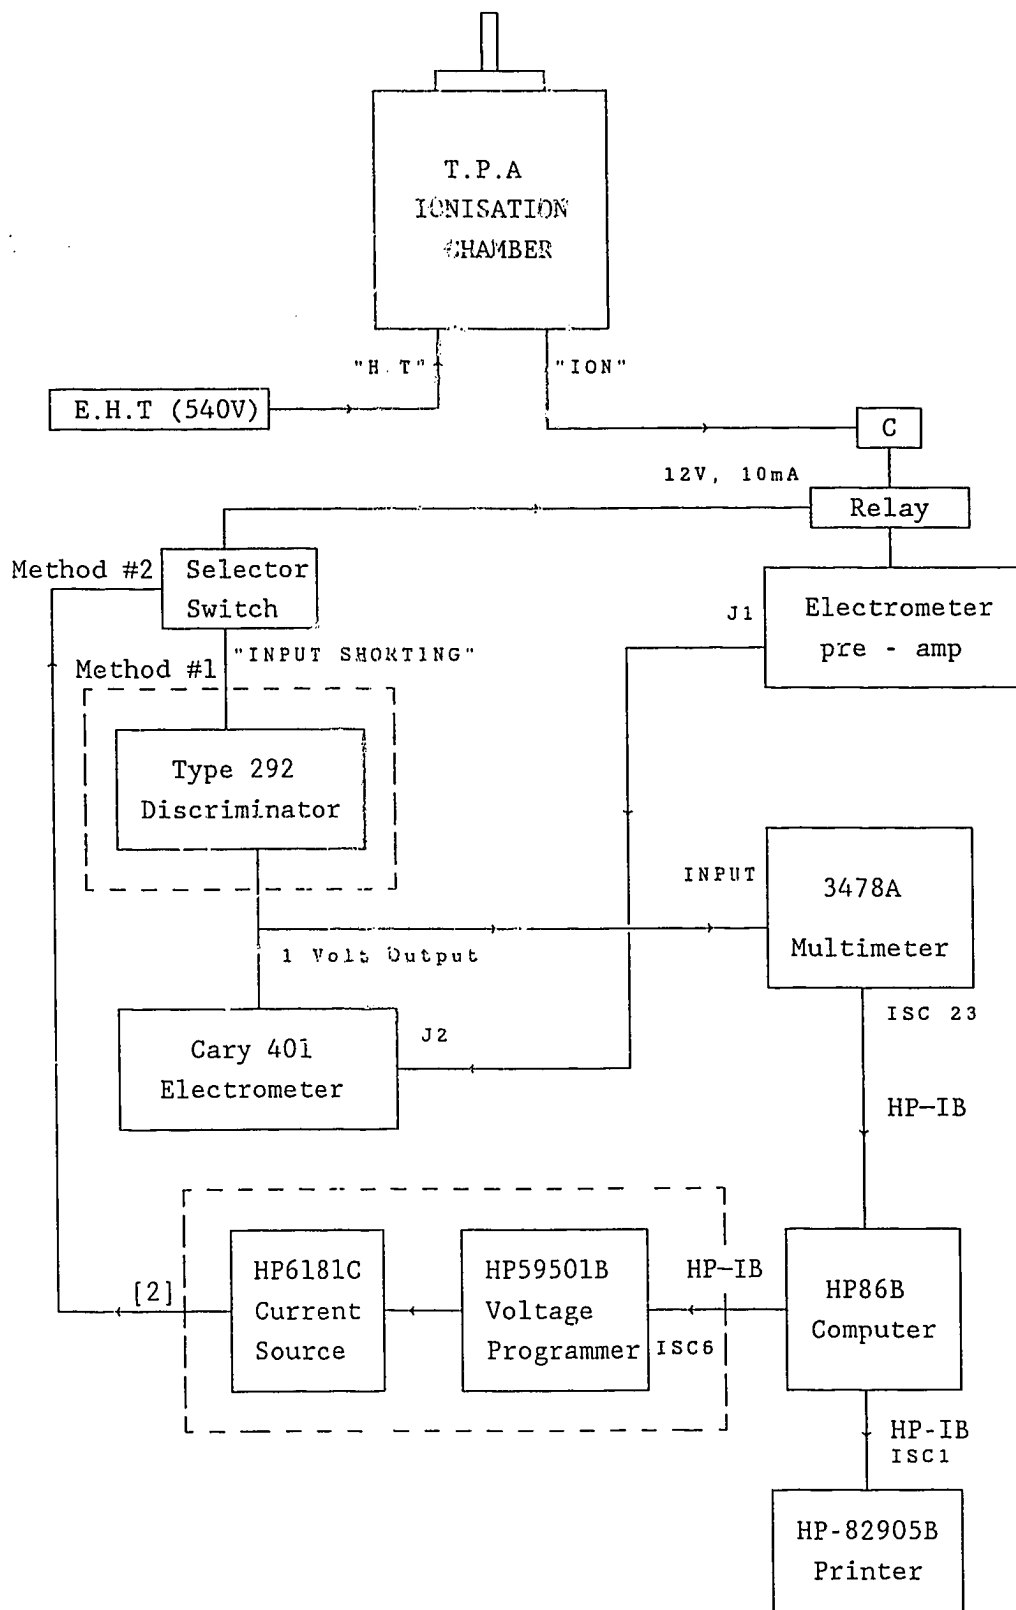 T.P.A
IONISATION
CHAMBER
"H.T"
"ION"
E.H.T (540V)
C
12V, 10mA
Relay
Method #2
Selector
Switch
J1
Electrometer
pre - amp
"INPUT SHORTING"
Method #1
Type 292
Discriminator
INPUT
3478A
Multimeter
1 Volt Output
ISC 23
Cary 401
Electrometer
J2
HP-IB
[2]
HP6181C
Current
Source
HP59501B
Voltage
Programmer
HP-IB
ISC6
HP86B
Computer
HP-IB
ISC1
HP-82905B
Printer